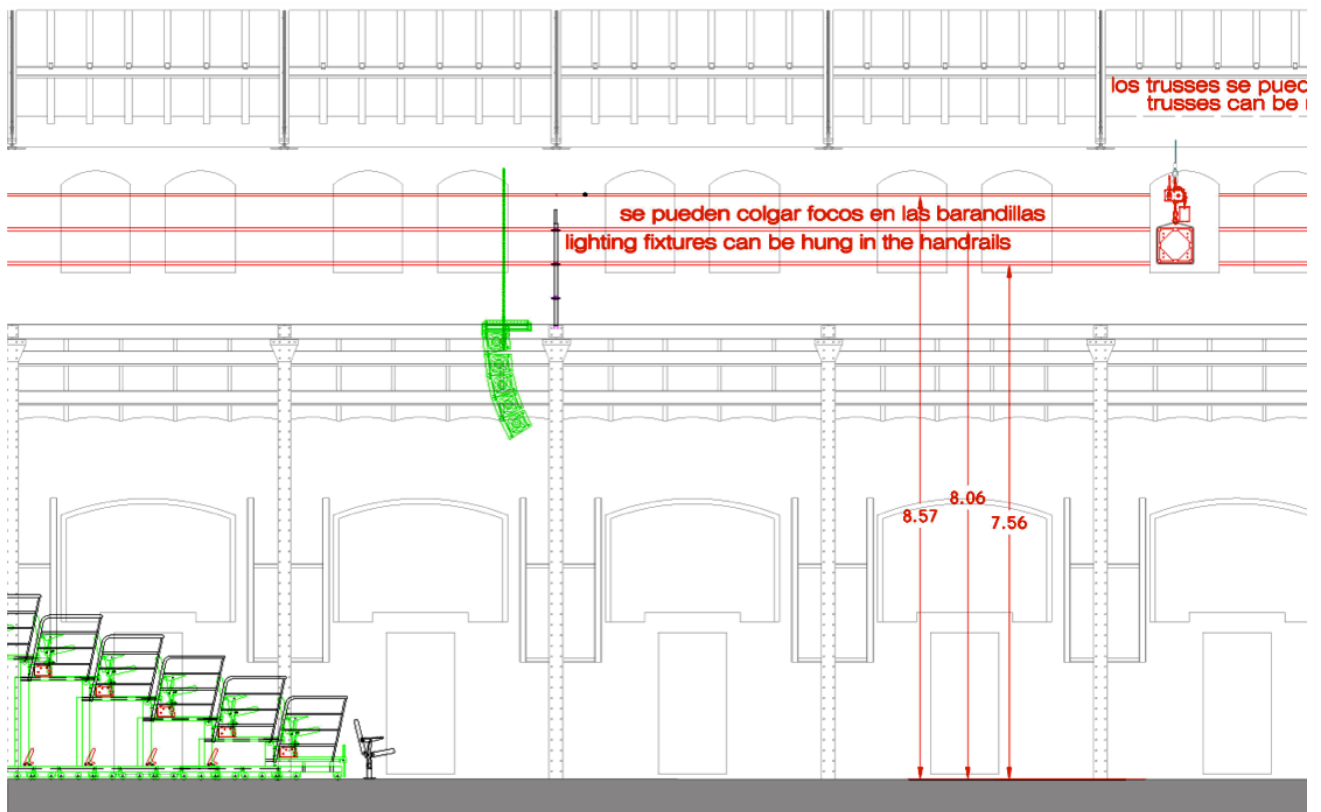 los trusses se
trusses can be
se pueden colgar focos en las barandillas
lighting fixtures can be hung in the handrails
8.06
8.57
7.56